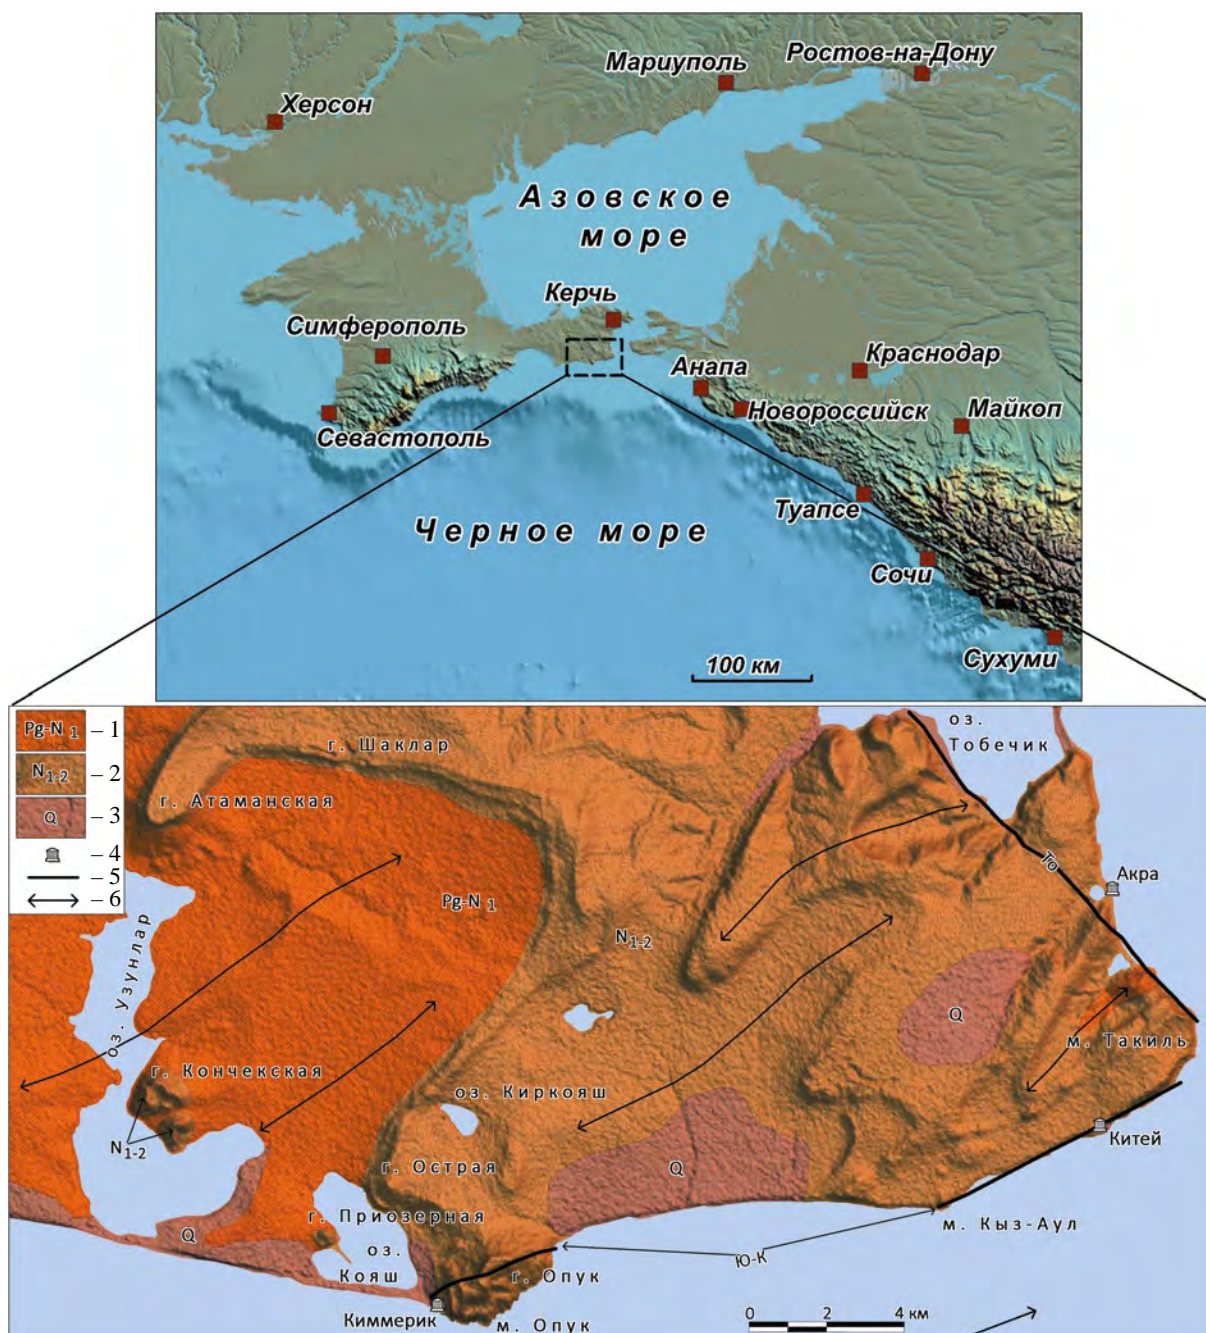 Ростов-на-Дону
Мариуполь
Херсон
Азовское
море
Керчь
Симферополь
Краснодар
Анапа
Новороссийск
Майкоп
Севастополь
Туапсе
Черное море
Сочи
Сухуми
100 км
Pg-N 1 – 1
N1-2 – 2
Q – 3
– 4
– 5
– 6
г. Шаклар
оз.
Тобечик
г. Атаманская
То
Акра
Pg-N 1
N1-2
оз. Узунлар
Q
м. Такиль
г. Кончекская
оз. Киркояш
N1-2
Китей
г. Острая
Q
г. Приозерная
м. Кыз-Аул
Q
оз.
Кояш
Ю-К
г. Опук
Киммерик
м. Опук
0 2 4 км